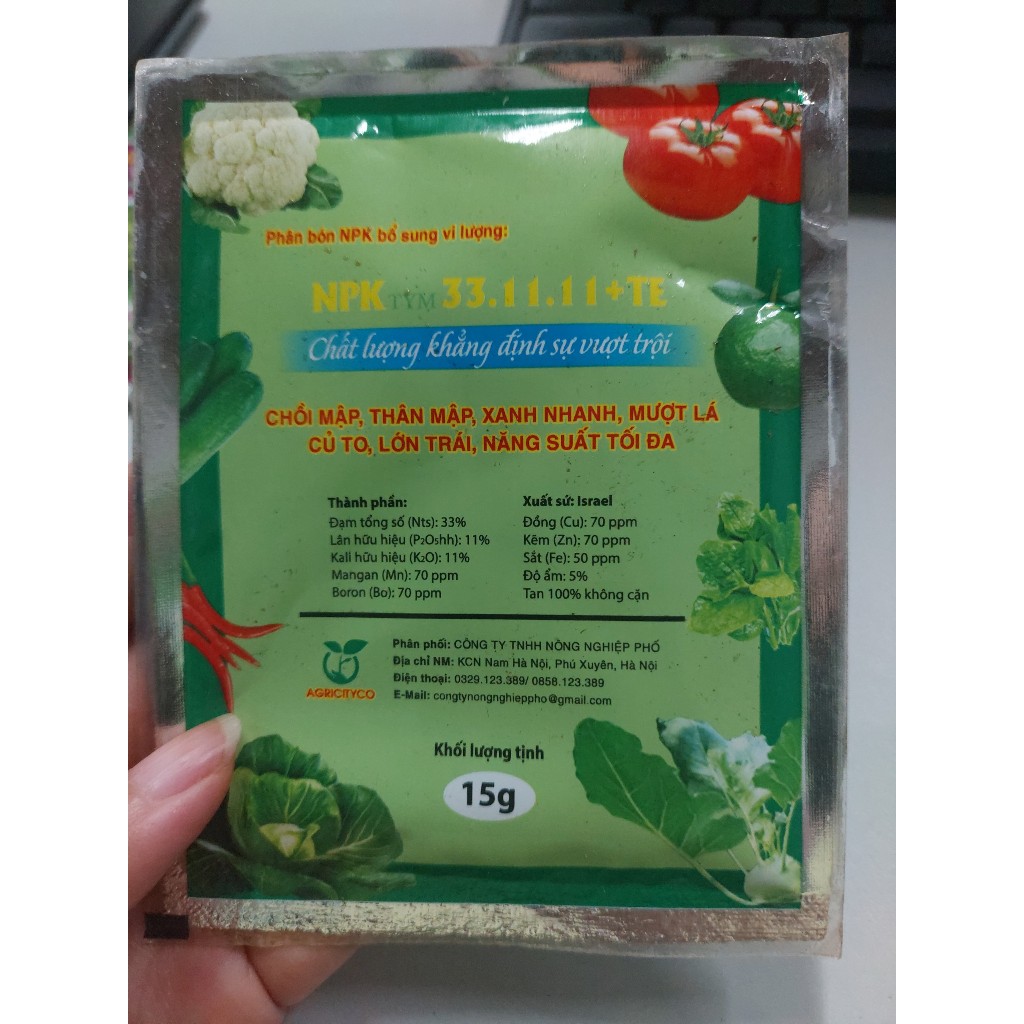 Phân bón NPK bổ sung vi lượng:
NPK TYM 33.11.11+TE
Chất lượng khẳng định sự vượt trội
CHỒI MẬP, THÂN MẬP, XANH NHANH, MƯỢT LÁ
CỦ TO, LỚN TRÁI, NĂNG SUẤT TỐI ĐA
Thành phần:
Đạm tổng số (Nts): 33%
Lân hữu hiệu (P2O5hh): 11%
Kali hữu hiệu (K2O): 11%
Mangan (Mn): 70 ppm
Boron (Bo): 70 ppm
Xuất sứ: Israel
Đồng (Cu): 70 ppm
Kẽm (Zn): 70 ppm
Sắt (Fe): 50 ppm
Độ ẩm: 5%
Tan 100% không cặn
AGRICITYCO
Phân phối: CÔNG TY TNHH NÔNG NGHIỆP PHỐ
Địa chỉ NM: KCN Nam Hà Nội, Phú Xuyên, Hà Nội
Điện thoại: 0329.123.389/ 0858.123.389
E-Mail: congtynongnghieppho@gmail.com
Khối lượng tịnh
15g